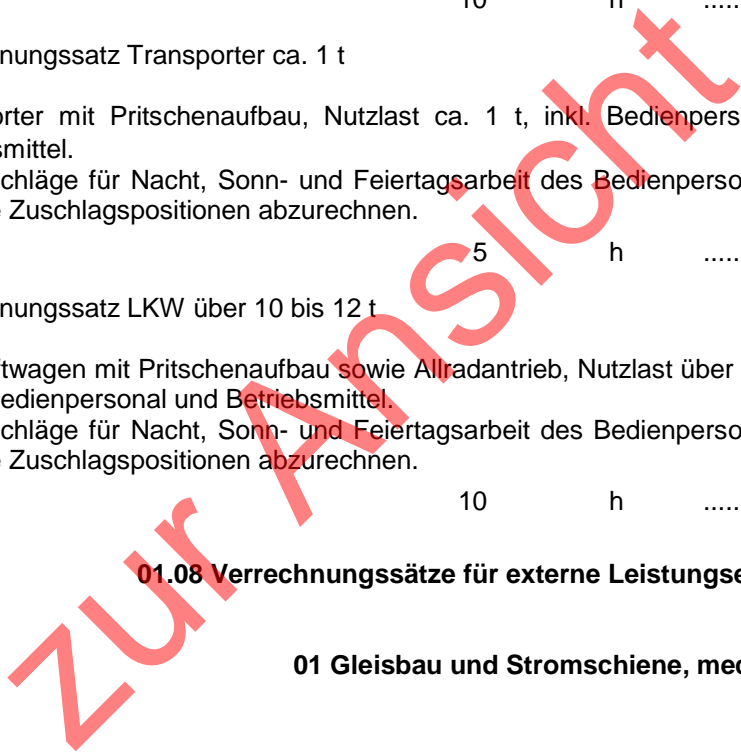 10 h .....
nungssatz Transporter ca. 1 t
orter mit Pritschenaufbau, Nutzlast ca. 1 t, inkl. Bedienpers
smittel.
chläge für Nacht, Sonn- und Feiertagsarbeit des Bedienperso
e Zuschlagspositionen abzurechnen.
5 h .....
nungssatz LKW über 10 bis 12 t
ftwagen mit Pritschenaufbau sowie Allradantrieb, Nutzlast über
edienpersonal und Betriebsmittel.
chläge für Nacht, Sonn- und Feiertagsarbeit des Bedienperso
e Zuschlagspositionen abzurechnen.
10 h .....
01.08 Verrechnungssätze für externe Leistungse
01 Gleisbau und Stromschiene, mec
zur Ansicht